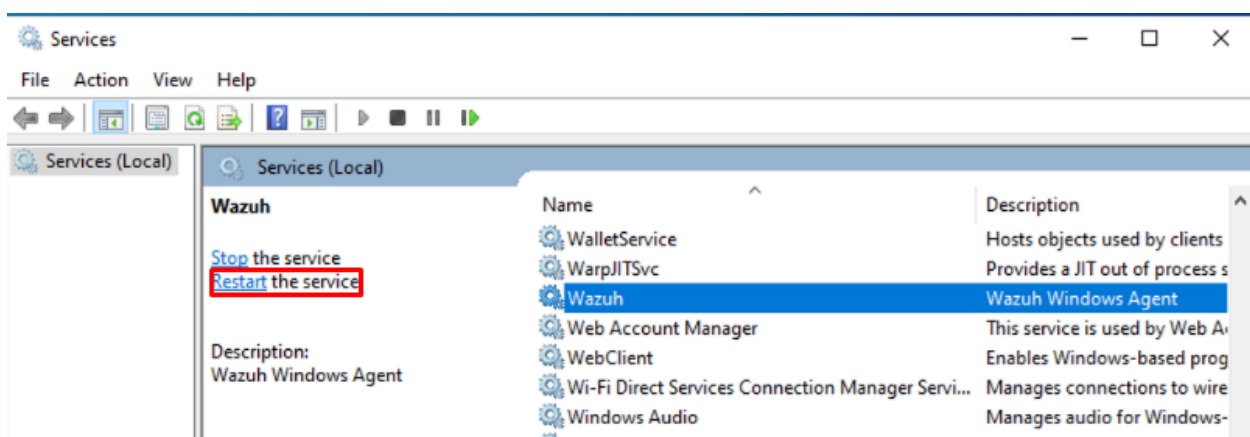 Services
File Action View Help
Services (Local)
Services (Local)
Wazuh
Stop the service
Restart the service
Description:
Wazuh Windows Agent
Name Description
WalletService Hosts objects used by clients
WarpJITSvc Provides a JIT out of process s
Wazuh Wazuh Windows Agent
Web Account Manager This service is used by Web A
WebClient Enables Windows-based prog
Wi-Fi Direct Services Connection Manager Servi... Manages connections to wire
Windows Audio Manages audio for Windows-